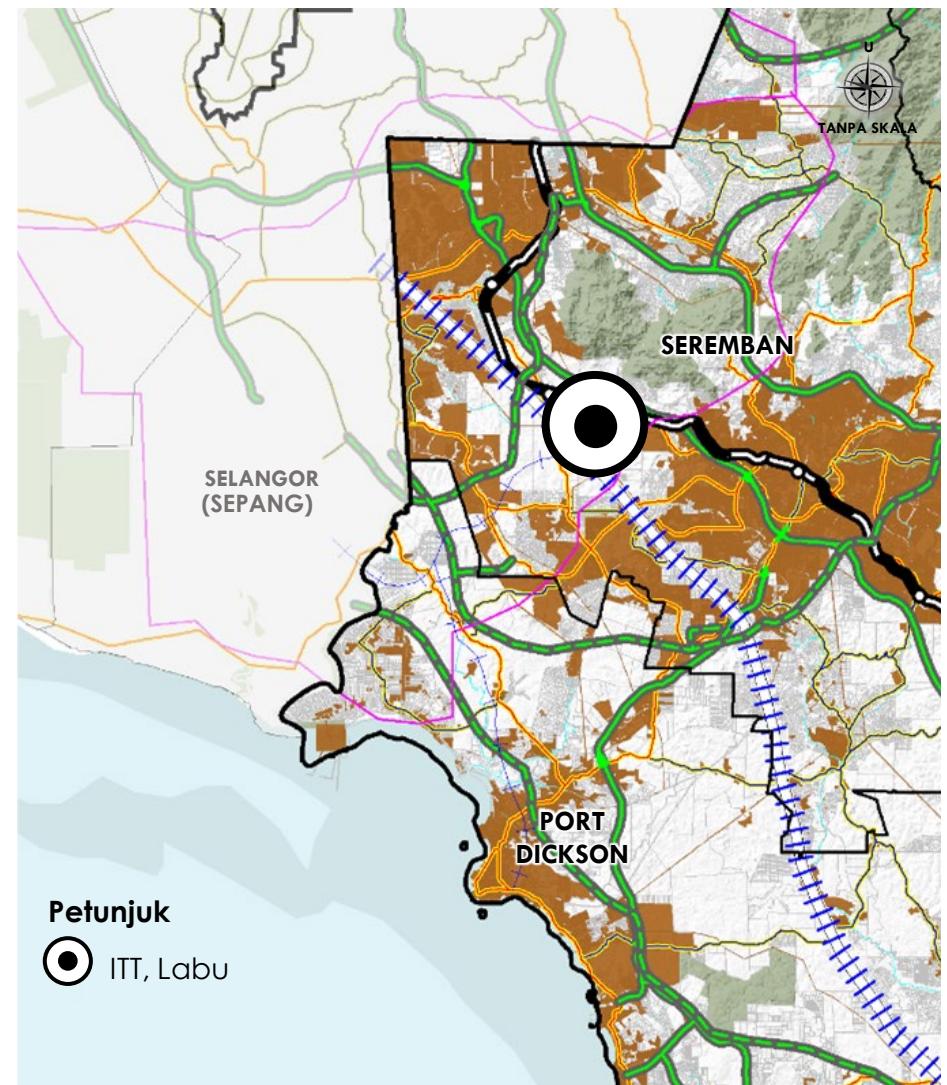 U
TANPA SKALA
SEREMBAN
SELANGOR
(SEPANG)
PORT
DICKSON
Petunjuk
ITT, Labu